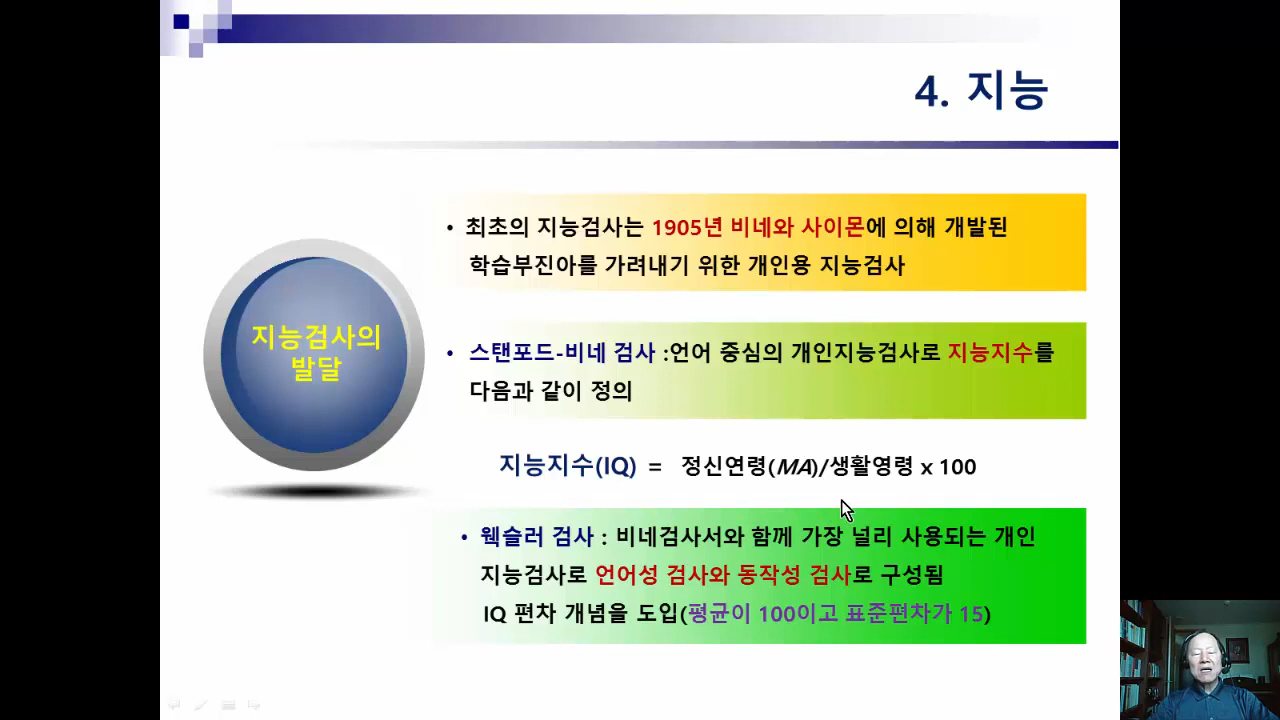 4. 지능
지능검사의
발달
• 최초의 지능검사는 1905년 비네와 사이몬에 의해 개발된
학습부진아를 가려내기 위한 개인용 지능검사
• 스탠포드-비네 검사 :언어 중심의 개인지능검사로 지능지수를
다음과 같이 정의
지능지수(IQ) = 정신연령(MA)/생활영령 x 100
• 웩슬러 검사 : 비네검사서와 함께 가장 널리 사용되는 개인
지능검사로 언어성 검사와 동작성 검사로 구성됨
IQ 편차 개념을 도입(평균이 100이고 표준편차가 15)